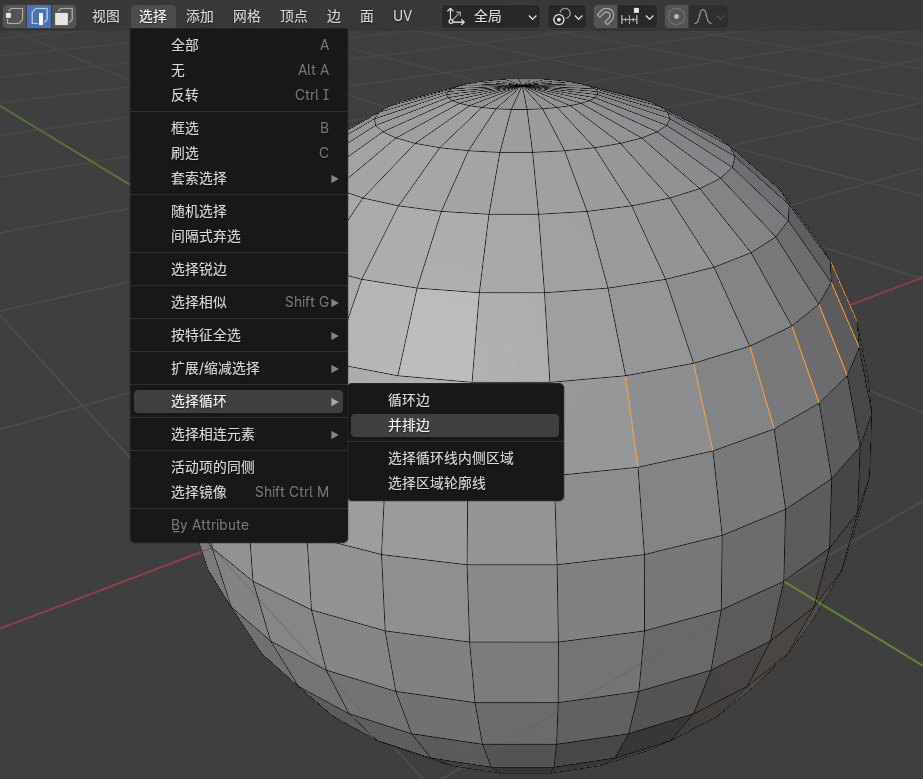 选择 视图 选择 添加 网格 顶点 边 面 UV 全局
全部 A
无 Alt A
反转 Ctrl I
框选 B
刷选 C
套索选择
随机选择
间隔式弃选
选择锐边
选择相似 Shift G
按特征全选
扩展/缩减选择
选择循环
选择相连元素
活动项的同侧
选择镜像 Shift Ctrl M
By Attribute
循环边
并排边
选择循环线内侧区域
选择区域轮廓线